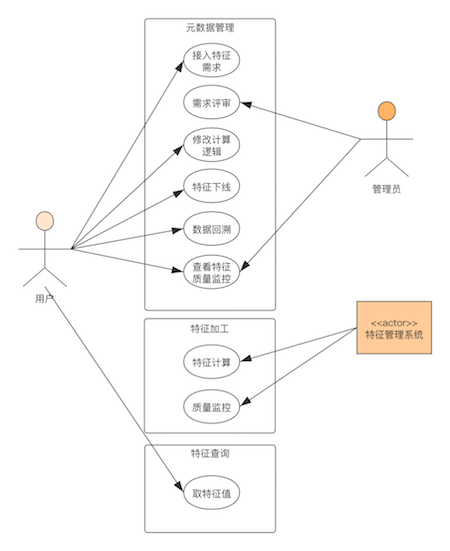 元数据管理
接入特征
需求
需求评审
修改计算
逻辑
特征下线
数据回溯
查看特征
质量监控
管理员
用户
特征加工
特征计算
质量监控
<<actor>>
特征管理系统
特征查询
取特征值